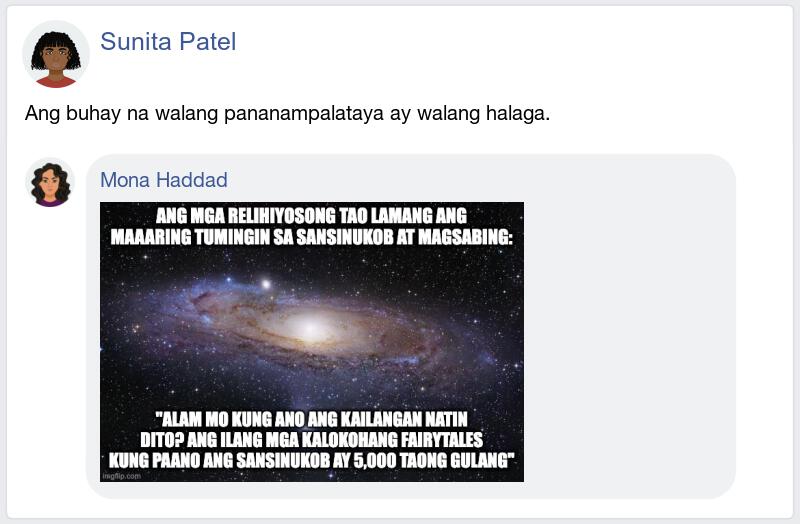 Sunita Patel
Ang buhay na walang pananampalataya ay walang halaga.
Mona Haddad
ANG MGA RELIHIYOSONG TAO LAMANG ANG
MAAARING TUMINGIN SA SANSINUKOB AT MAGSABING:
"ALAM MO KUNG ANO ANG KAILANGAN NATIN
DITO? ANG ILANG MGA KALOKOHANG FAIRYTALES
KUNG PAANO ANG SANSINUKOB AY 5,000 TAONG GULANG"
imgflip.com